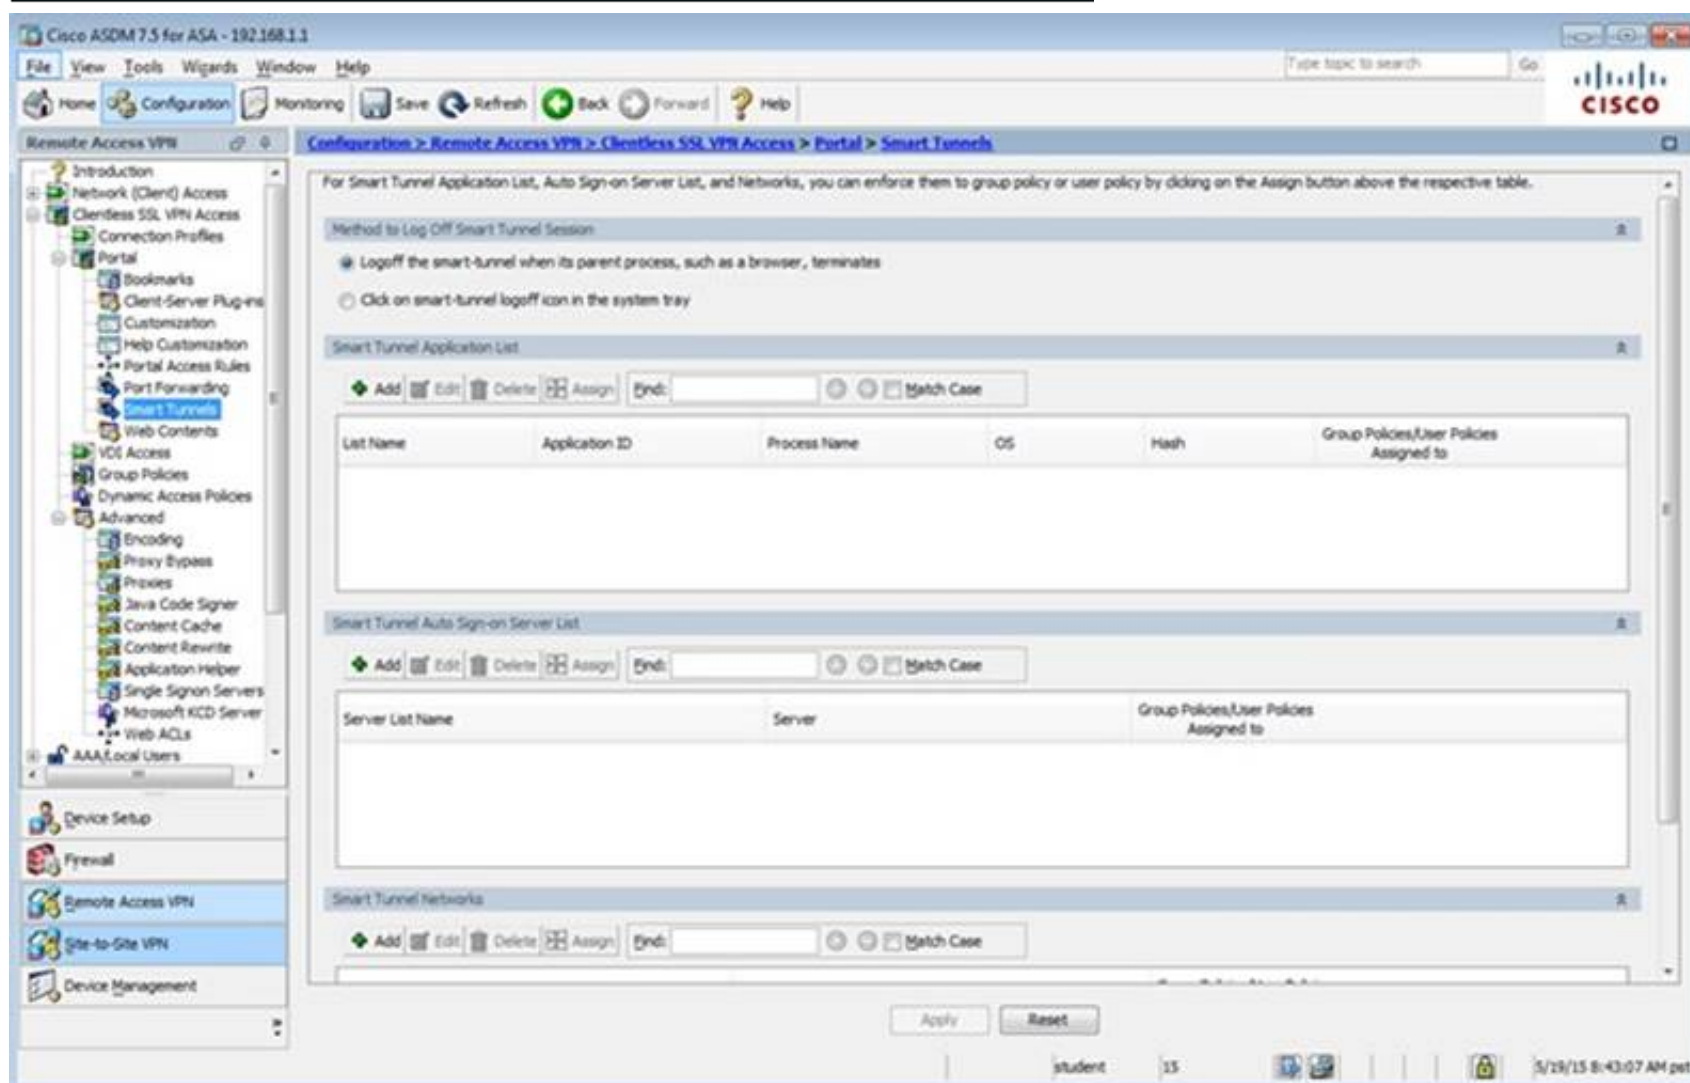 Cisco ASDM 7.5 for ASA - 192.168.1.1
File View Tools Wizards Window Help
Type topic to search Go
Home Configuration Monitoring Save Refresh Back Forward Help
CISCO
Remote Access VPN
Configuration > Remote Access VPN > Clientless SSL VPN Access > Portal > Smart Tunnels
Introduction
Network (Client) Access
Clientless SSL VPN Access
Connection Profiles
Portal
Bookmarks
Client-Server Plug-ins
Customization
Help Customization
Portal Access Rules
Port Forwarding
Smart Tunnels
Web Contents
VDI Access
Group Policies
Dynamic Access Policies
Advanced
Encoding
Proxy Bypass
Proxies
Java Code Signer
Content Cache
Content Rewrite
Application Helper
Single Signon Servers
Microsoft KCD Server
Web ACLs
AAA/Local Users
Device Setup
Firewall
Remote Access VPN
Site-to-Site VPN
Device Management
For Smart Tunnel Application List, Auto Sign-on Server List, and Networks, you can enforce them to group policy or user policy by clicking on the Assign button above the respective table.
Method to Log Off Smart Tunnel Session
Logoff the smart-tunnel when its parent process, such as a browser, terminates
Click on smart-tunnel logoff icon in the system tray
Smart Tunnel Application List
Add Edit Delete Assign Find: Match Case
List Name Application ID Process Name OS Hash Group Policies/User Policies
Assigned to
Smart Tunnel Auto Sign-on Server List
Add Edit Delete Assign Find: Match Case
Server List Name Server Group Policies/User Policies
Assigned to
Smart Tunnel Networks
Add Edit Delete Assign Find: Match Case
Apply Reset
student 15 5/19/15 8:43:07 AM pst